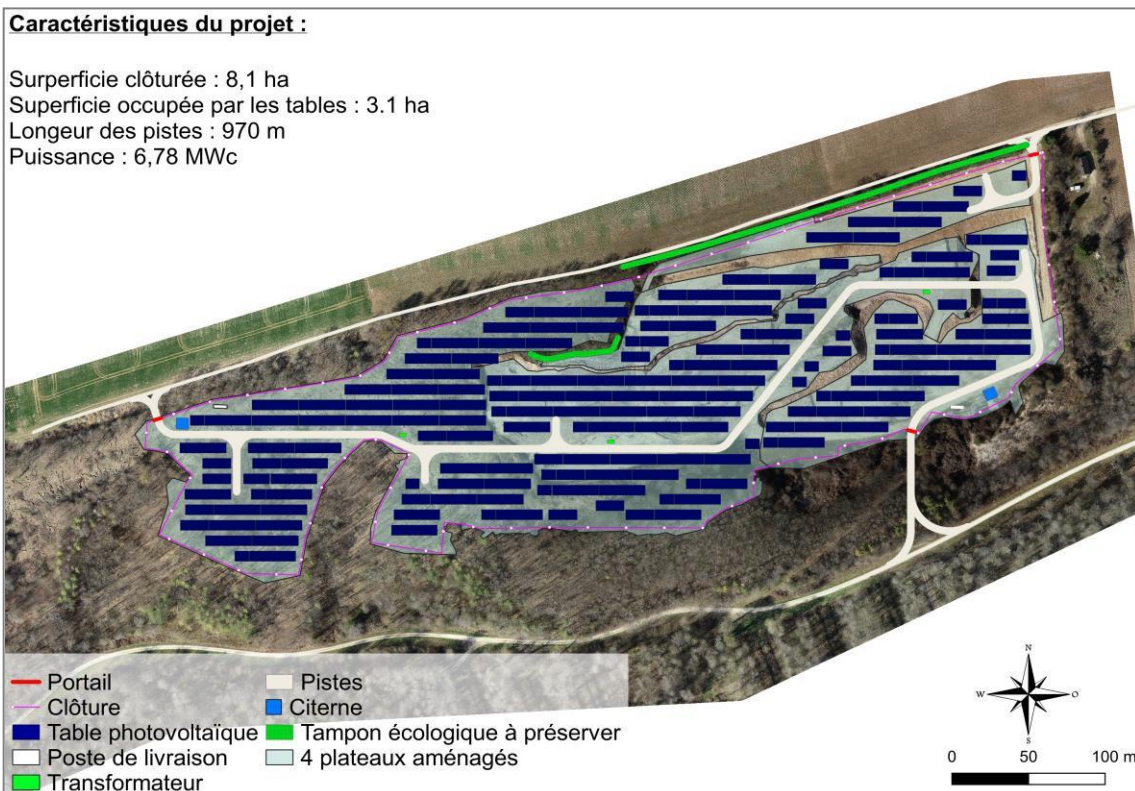 Caractéristiques du projet :
Surperficie clôturée : 8,1 ha
Superficie occupée par les tables : 3.1 ha
Longeur des pistes : 970 m
Puissance : 6,78 MWc
Portail
Pistes
Clôture
Citerne
Table photovoltaïque
Tampon écologique à préserver
Poste de livraison
4 plateaux aménagés
Transformateur
N
W
O
S
0 50 100 m